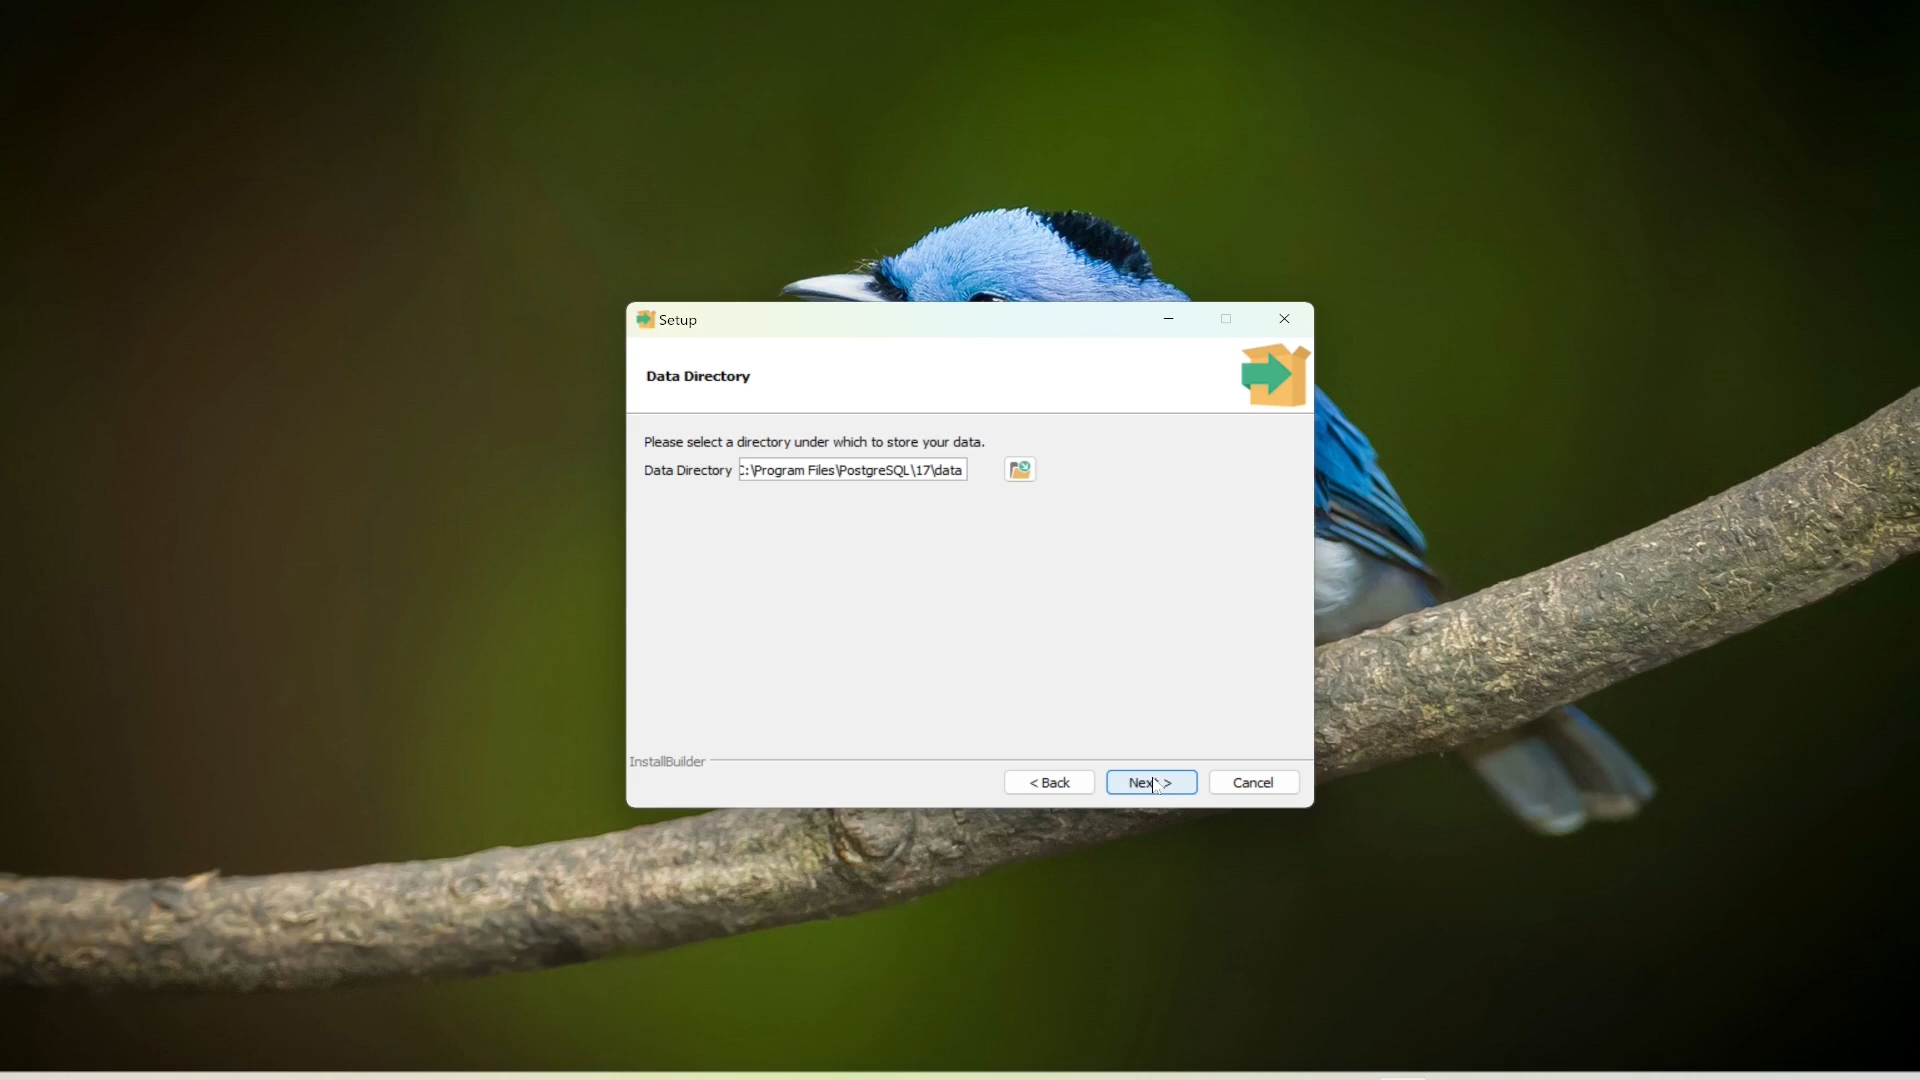 Setup
Data Directory
Please select a directory under which to store your data.
Data Directory :\Program Files\PostgreSQL\17\data
InstallBuilder
< Back Next > Cancel